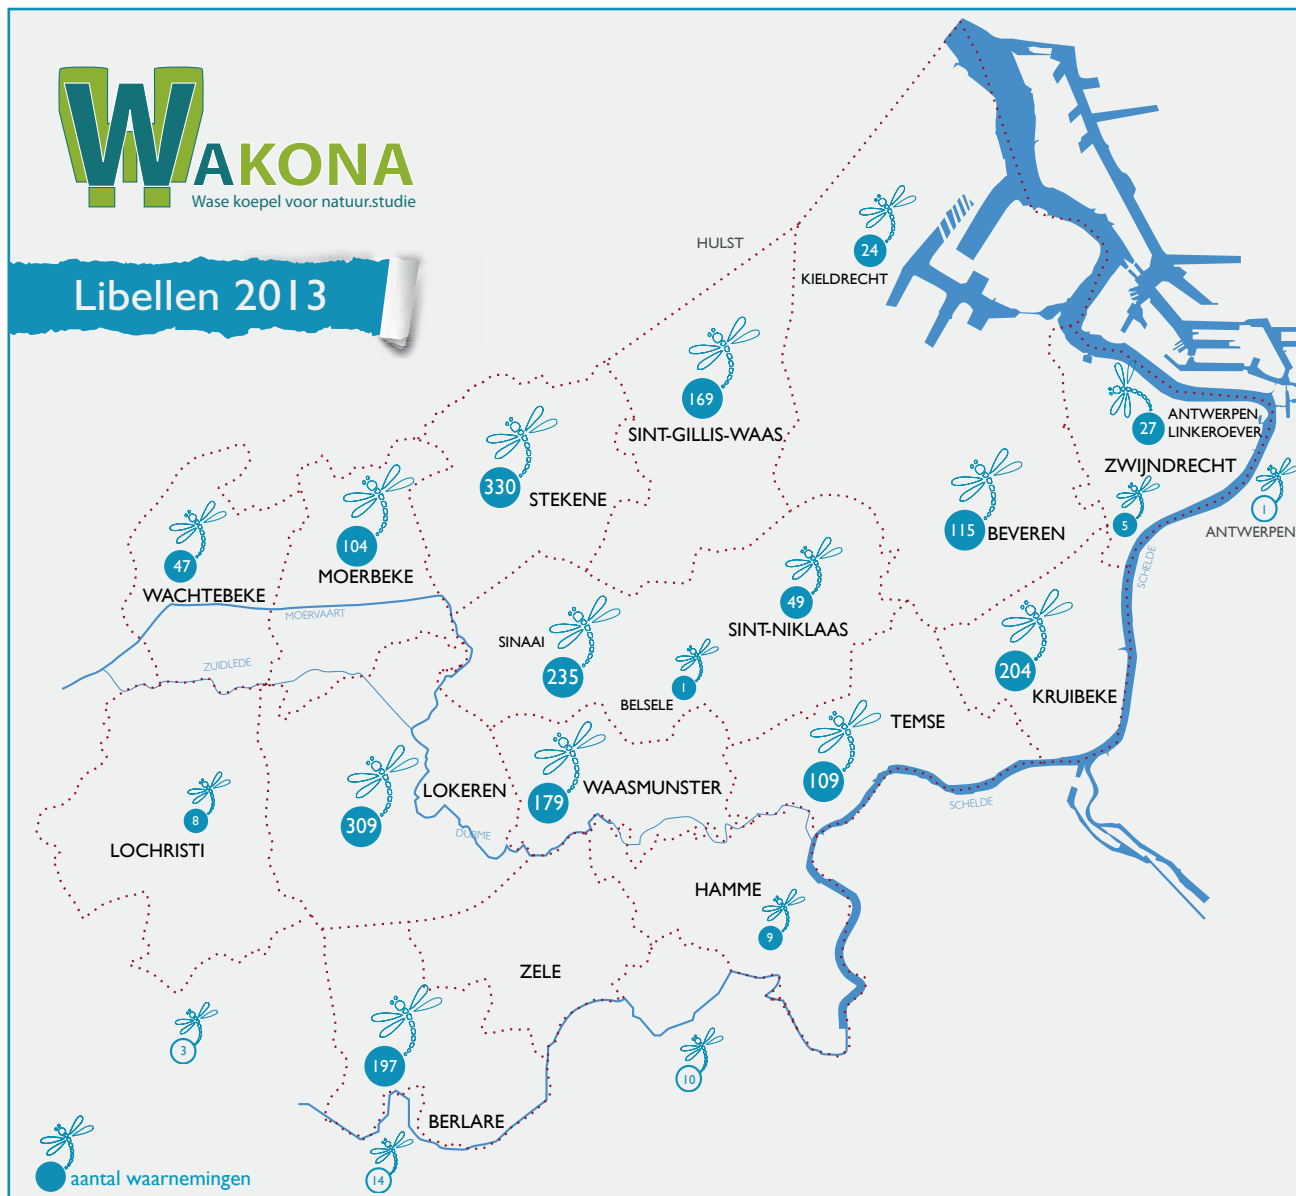 WAKONA
Wase koepel voor natuur.studie
Libellen 2013
HULST
24
KIELDRECHT
169
SINT-GILLIS-WAAS
27
ANTWERPEN
LINKEROEVER
ZWIJNDRECHT
5
1
ANTWERPEN
330
STEKENE
115
BEVEREN
104
MOERBEKE
47
WACHTEBEKE
MOERVAART
ZUIDLEDE
SCHELDE
49
SINT-NIKLAAS
SINAAI
235
BELSELE
1
204
KRUIBEKE
TEMSE
109
SCHELDE
WAASMUNSTER
179
LOKEREN
309
DURME
8
LOCHRISTI
HAMME
9
ZELE
3
10
197
BERLARE
14
aantal waarnemingen